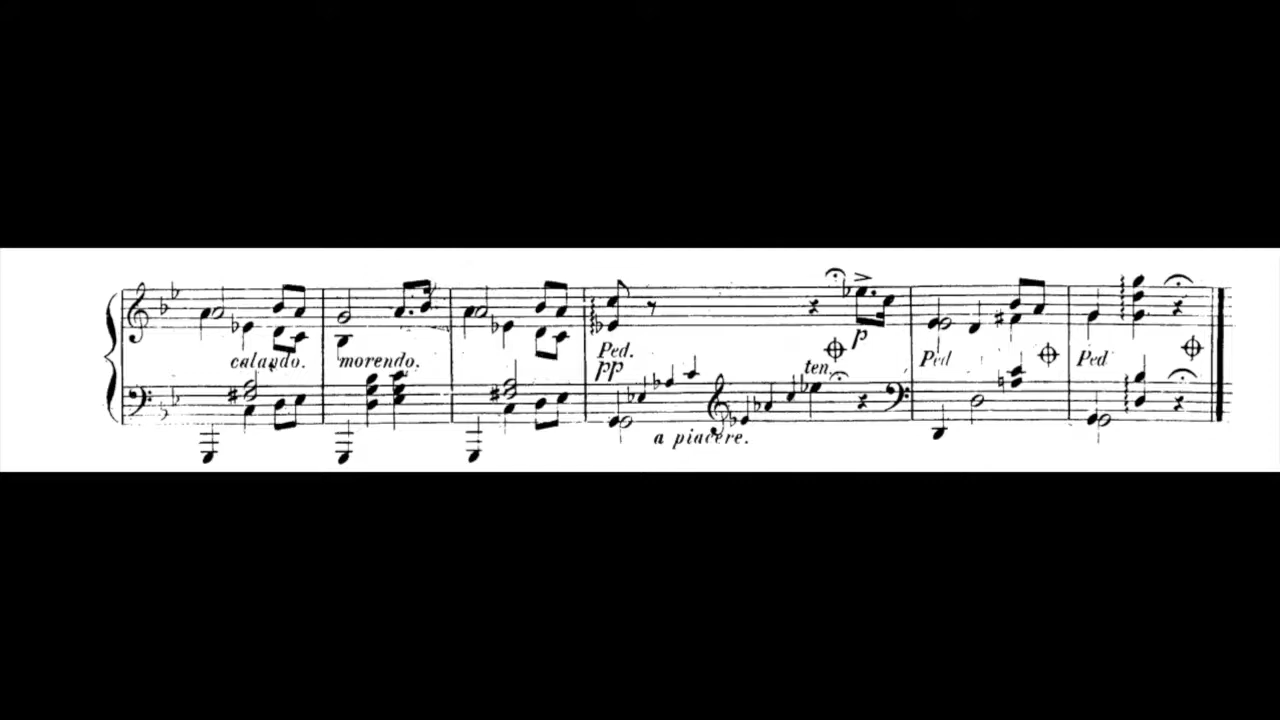 calando.
morendo.
Ped.
pp
a piacere.
ten.
p
Ped
Ped